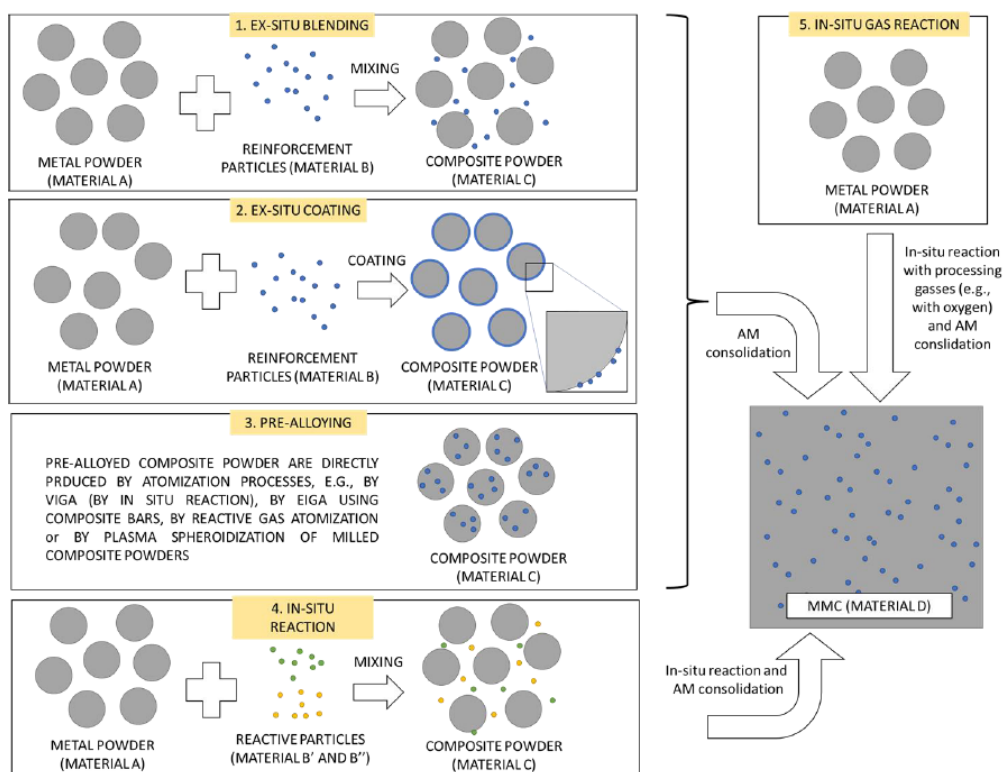 1. EX-SITU BLENDING
METAL POWDER
(MATERIAL A)
REINFORCEMENT
PARTICLES (MATERIAL B)
MIXING
COMPOSITE POWDER
(MATERIAL C)
2. EX-SITU COATING
METAL POWDER
(MATERIAL A)
REINFORCEMENT
PARTICLES (MATERIAL B)
COATING
COMPOSITE POWDER
(MATERIAL C)
3. PRE-ALLOYING
PRE-ALLOYED COMPOSITE POWDER ARE DIRECTLY
PRDUCED BY ATOMIZATION PROCESSES, E.G., BY
VIGA (BY IN SITU REACTION), BY EIGA USING
COMPOSITE BARS, BY REACTIVE GAS ATOMIZATION
or BY PLASMA SPHEROIDIZATION OF MILLED
COMPOSITE POWDERS
COMPOSITE POWDER
(MATERIAL C)
4. IN-SITU
REACTION
METAL POWDER
(MATERIAL A)
REACTIVE PARTICLES
(MATERIAL B' AND B'')
MIXING
COMPOSITE POWDER
(MATERIAL C)
5. IN-SITU GAS REACTION
METAL POWDER
(MATERIAL A)
In-situ reaction
with processing
gasses (e.g.,
with oxygen)
and AM
conslidation
AM
consolidation
MMC (MATERIAL D)
In-situ reaction and
AM consolidation